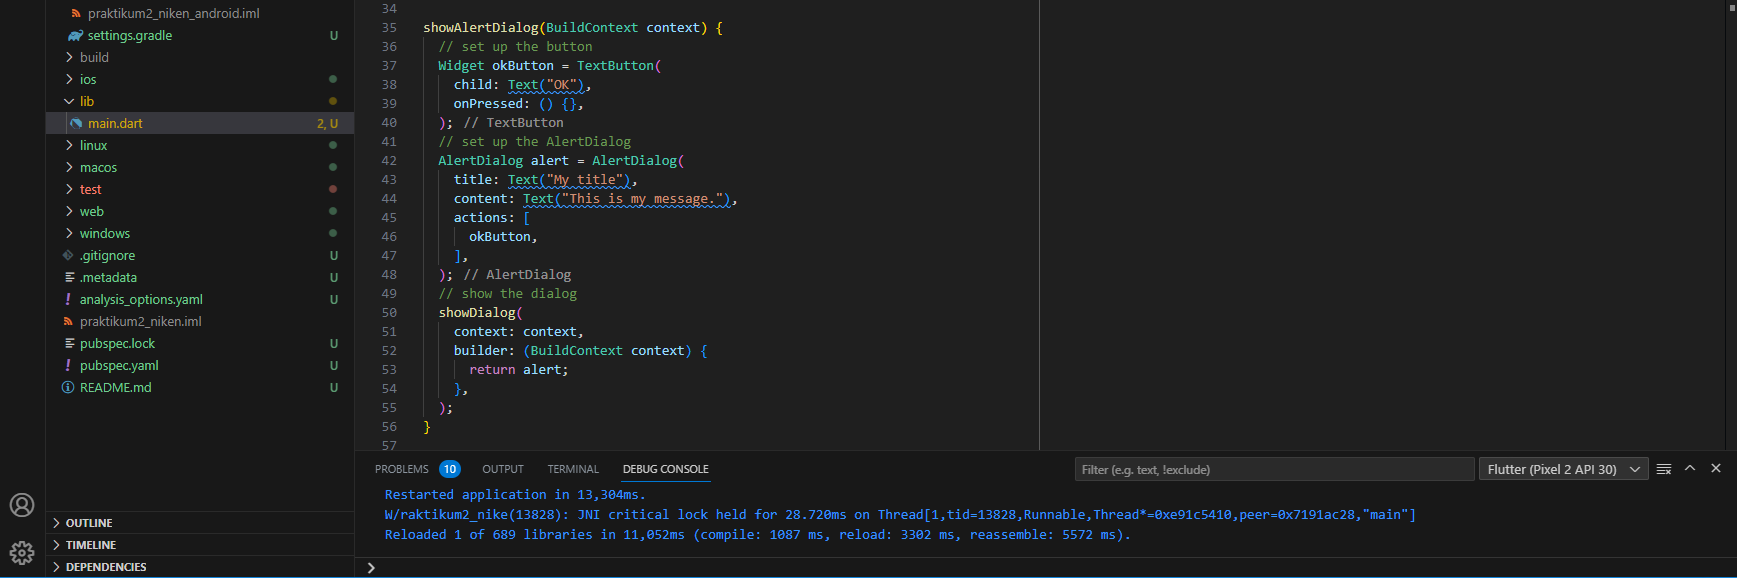 praktikum2_niken_android.iml
settings.gradle U
build
ios
lib
main.dart 2, U
linux
macos
test
web
windows
.gitignore U
.metadata U
analysis_options.yaml U
praktikum2_niken.iml
pubspec.lock U
pubspec.yaml U
README.md U
OUTLINE
TIMELINE
DEPENDENCIES
34
35 showAlertDialog(BuildContext context) {
36 // set up the button
37 Widget okButton = TextButton(
38 child: Text("OK"),
39 onPressed: () {},
40 ); // TextButton
41 // set up the AlertDialog
42 AlertDialog alert = AlertDialog(
43 title: Text("My title"),
44 content: Text("This is my message."),
45 actions: [
46 okButton,
47 ],
48 ); // AlertDialog
49 // show the dialog
50 showDialog(
51 context: context,
52 builder: (BuildContext context) {
53 return alert;
54 },
55 );
56 }
57
PROBLEMS 10 OUTPUT TERMINAL DEBUG CONSOLE Filter (e.g. text, !exclude) Flutter (Pixel 2 API 30)
Restarted application in 13,304ms.
W/raktikum2_nike(13828): JNI critical lock held for 28.720ms on Thread[1,tid=13828,Runnable,Thread*=0xe91c5410,peer=0x7191ac28,"main"]
Reloaded 1 of 689 libraries in 11,052ms (compile: 1087 ms, reload: 3302 ms, reassemble: 5572 ms).